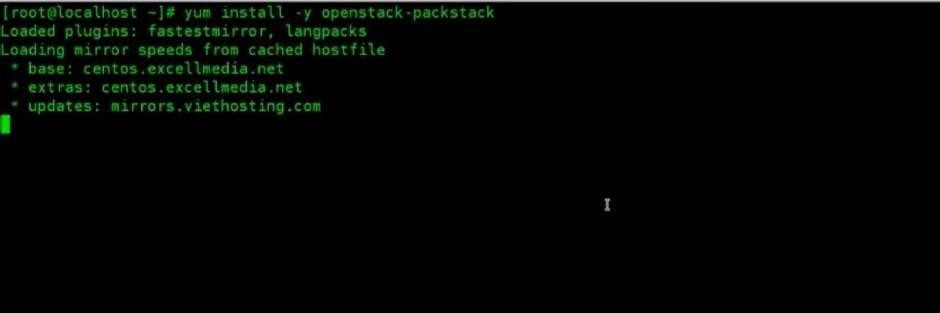 [root@localhost ~]# yum install -y openstack-packstack
Loaded plugins: fastestmirror, langpacks
Loading mirror speeds from cached hostfile
 * base: centos.excellmedia.net
 * extras: centos.excellmedia.net
 * updates: mirrors.viethosting.com